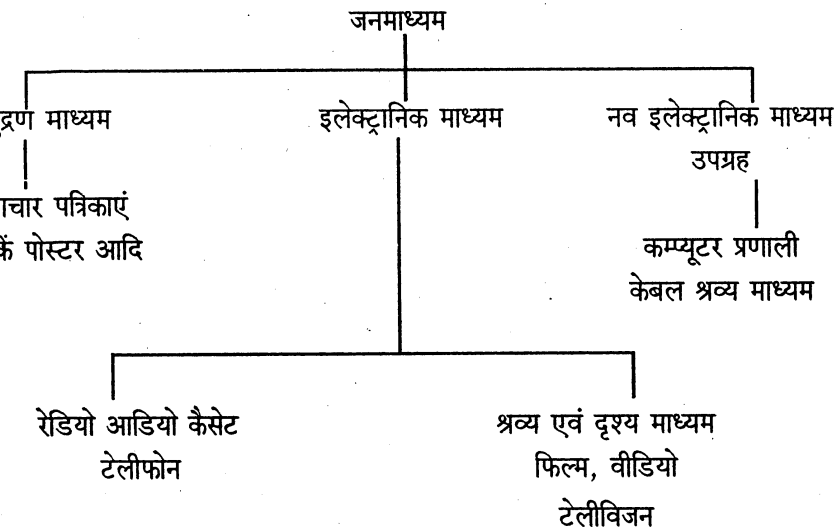 जनमाध्यम
माध्यम
इलेक्ट्रानिक माध्यम
नव इलेक्ट्रानिक माध्यम
उपग्रह
पत्रिकाएं
पोस्टर आदि
कम्प्यूटर प्रणाली
केबल श्रव्य माध्यम
रेडियो आडियो कैसेट
टेलीफोन
श्रव्य एवं दृश्य माध्यम
फिल्म, वीडियो
टेलीविजन